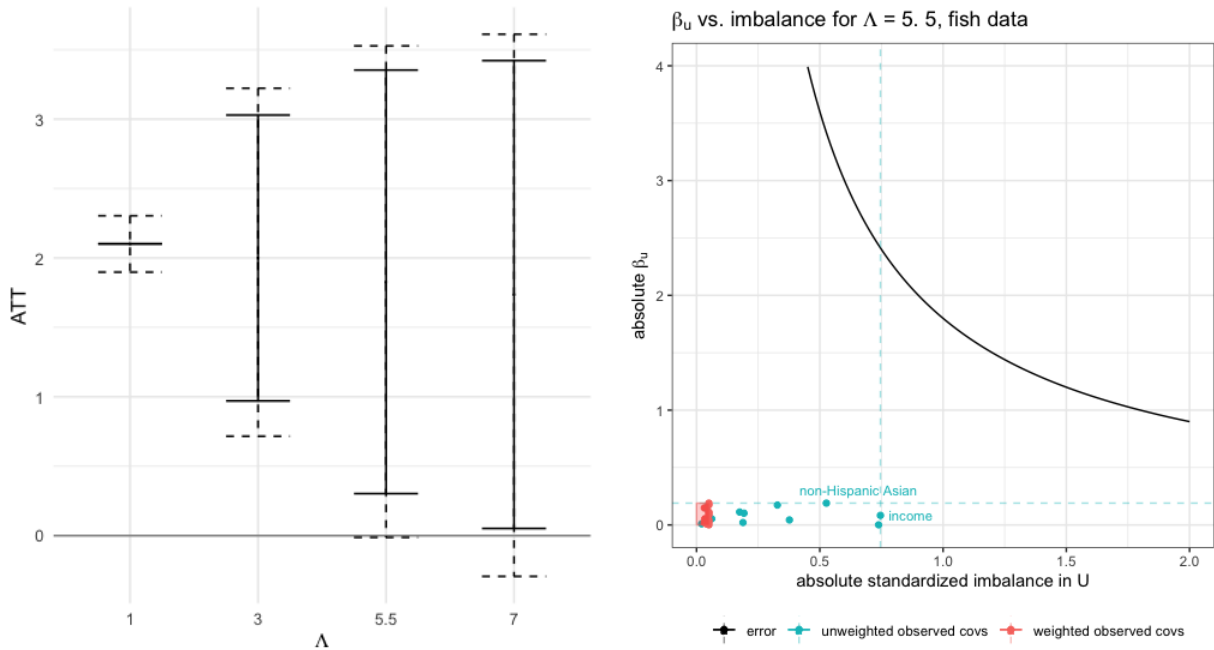 ATT
3
2
1
0
1 3 5.5 7
Λ
βu vs. imbalance for Λ = 5. 5, fish data
absolute βu
4
3
2
1
0
non-Hispanic Asian
income
0.0 0.5 1.0 1.5 2.0
absolute standardized imbalance in U
error unweighted observed covs weighted observed covs